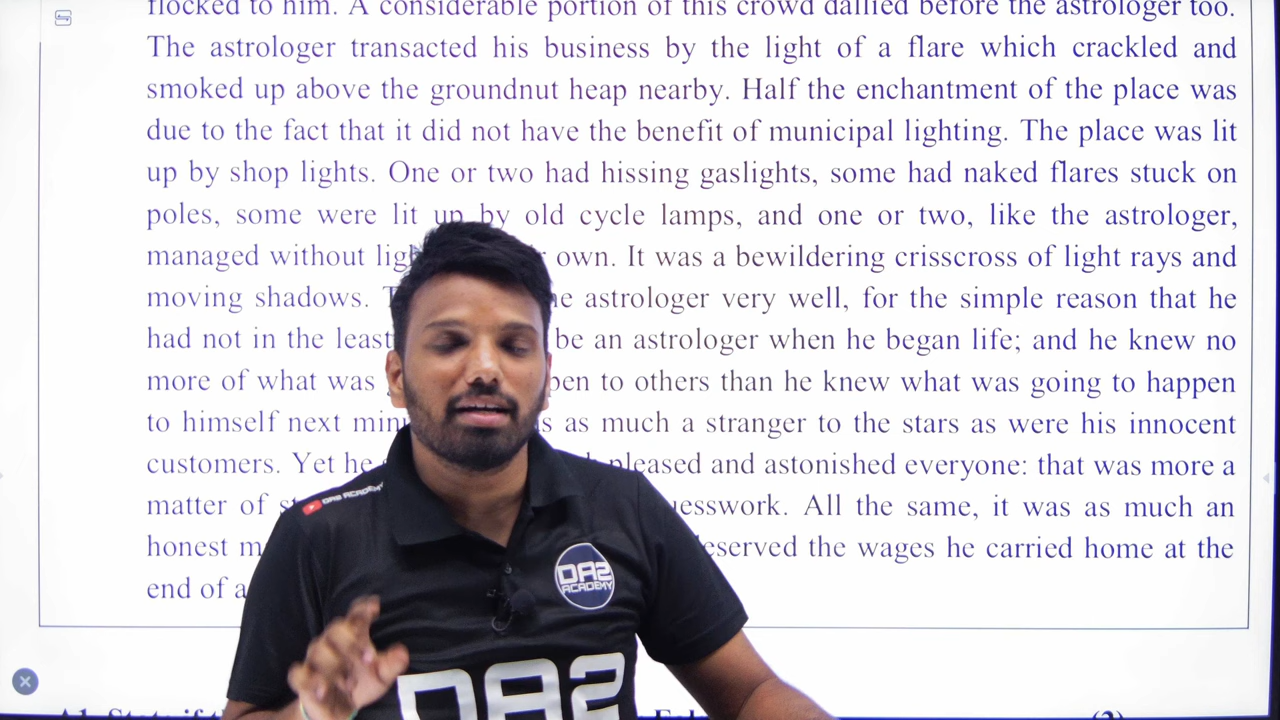 flocked to him. A considerable portion of this crowd dallied before the astrologer too.
The astrologer transacted his business by the light of a flare which crackled and
smoked up above the groundnut heap nearby. Half the enchantment of the place was
due to the fact that it did not have the benefit of municipal lighting. The place was lit
up by shop lights. One or two had hissing gaslights, some had naked flares stuck on
poles, some were lit up by old cycle lamps, and one or two, like the astrologer,
managed without own. It was a bewildering crisscross of light rays and
moving shadows. astrologer very well, for the simple reason that he
had not in the least be an astrologer when he began life; and he knew no
more of what was to others than he knew what was going to happen
to himself next as much a stranger to the stars as were his innocent
customers. Yet he pleased and astonished everyone: that was more a
matter of All the same, it was as much an
honest deserved the wages he carried home at the
end of a
DA2 ACADEMY
DA2
ACADEMY
DA2
A1. State if (2)